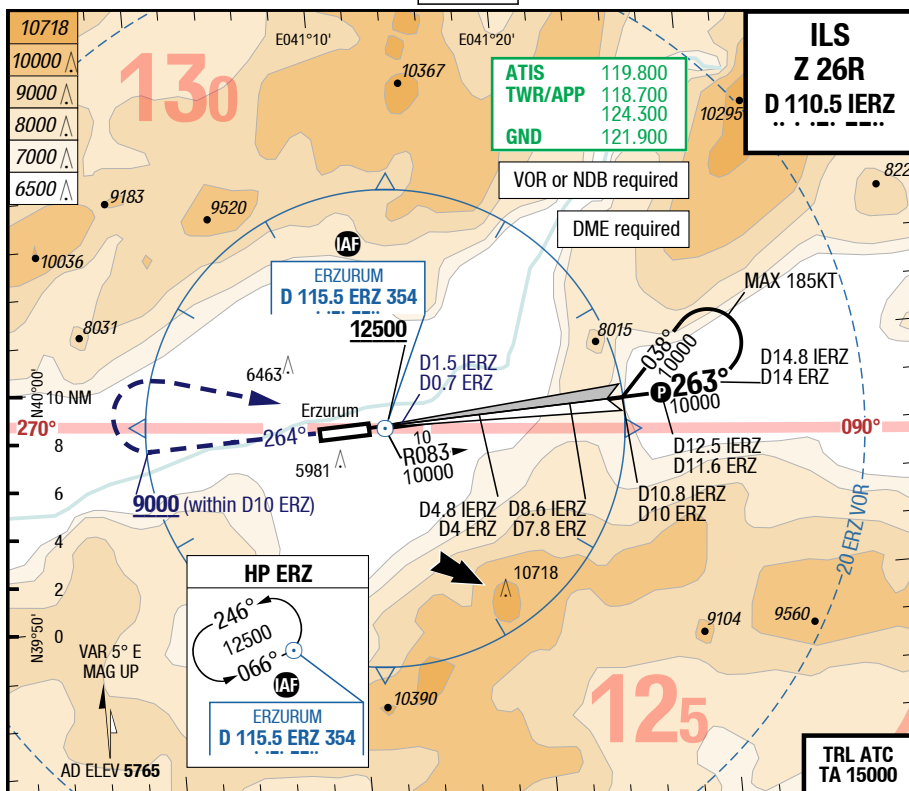 10718
10000
9000
8000
7000
6500
130
E041°10'
E041°20'
10367
ATIS 119.800
TWR/APP 118.700
124.300
GND 121.900
ILS
Z 26R
D 110.5 IERZ
10295
VOR or NDB required
DME required
822
9183
9520
10036
8031
IAF
ERZURUM
D 115.5 ERZ 354
12500
MAX 185KT
8015
038°
10000
D1.5 IERZ
D0.7 ERZ
D14.8 IERZ
D14 ERZ
P 263°
10000
6463
N40°00'
10 NM
8
6
4
2
0
N39°50'
Erzurum
270°
264°
090°
10
R083
10000
5981
9000 (within D10 ERZ)
D12.5 IERZ
D11.6 ERZ
D4.8 IERZ
D4 ERZ
D8.6 IERZ
D7.8 ERZ
D10.8 IERZ
D10 ERZ
20 ERZ VOR
HP ERZ
246°
12500
066°
IAF
ERZURUM
D 115.5 ERZ 354
10718
9104
9560
10390
125
VAR 5° E
MAG UP
AD ELEV 5765
TRL ATC
TA 15000